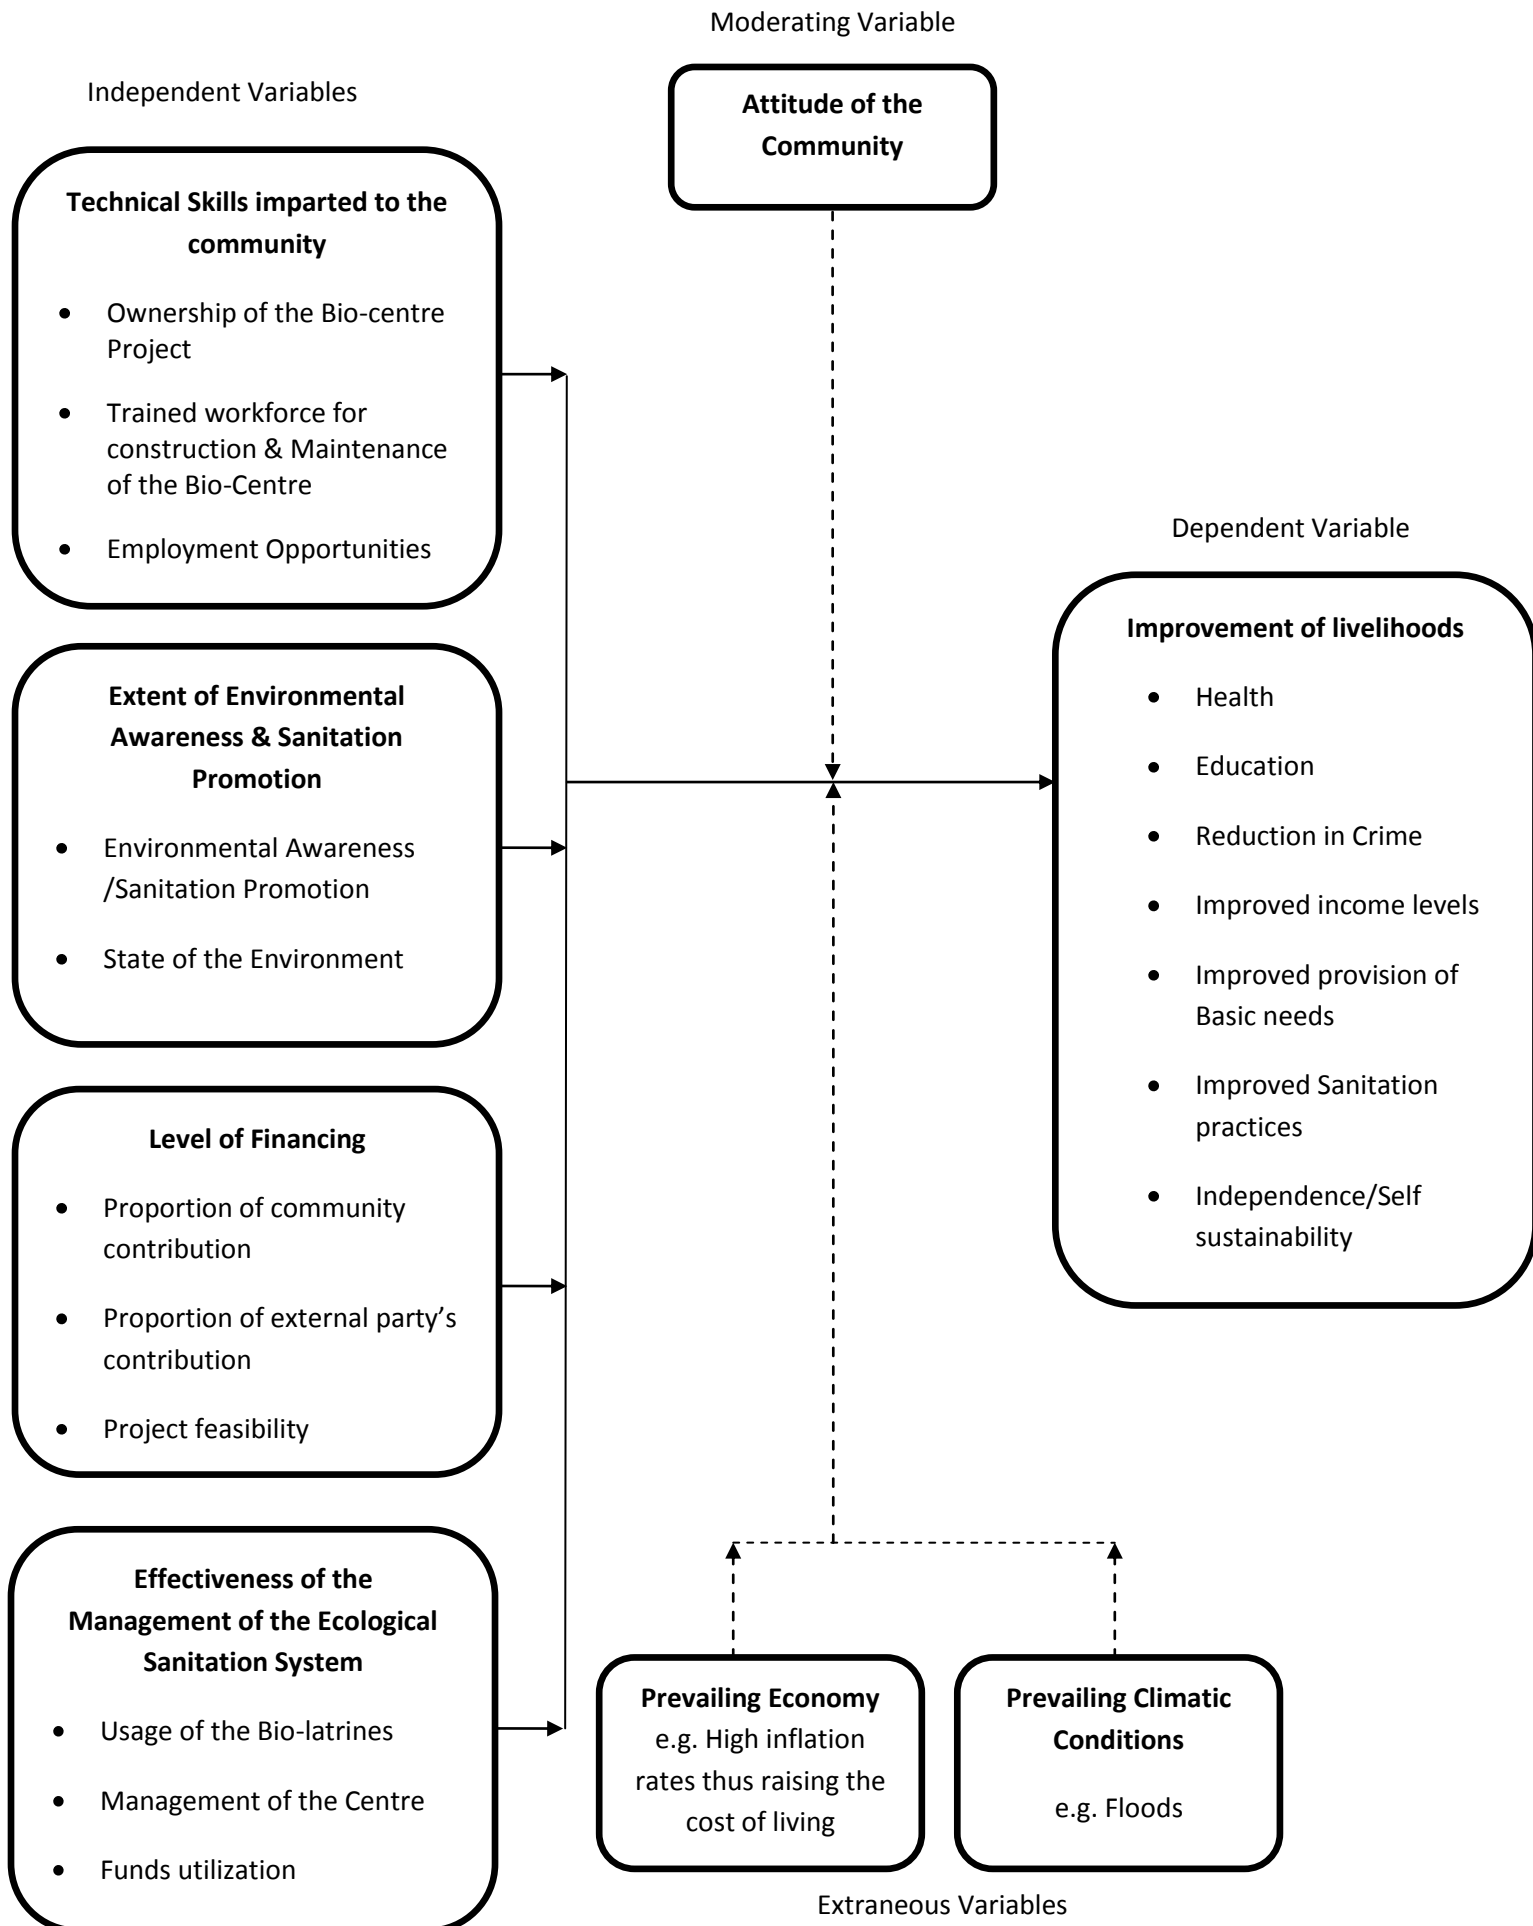 Moderating Variable
Attitude of the
Community
Independent Variables
Technical Skills imparted to the
community
• Ownership of the Bio-centre
Project
• Trained workforce for
construction & Maintenance
of the Bio-Centre
• Employment Opportunities
Extent of Environmental
Awareness & Sanitation
Promotion
• Environmental Awareness
/Sanitation Promotion
• State of the Environment
Level of Financing
• Proportion of community
contribution
• Proportion of external party’s
contribution
• Project feasibility
Effectiveness of the
Management of the Ecological
Sanitation System
• Usage of the Bio-latrines
• Management of the Centre
• Funds utilization
Dependent Variable
Improvement of livelihoods
• Health
• Education
• Reduction in Crime
• Improved income levels
• Improved provision of
Basic needs
• Improved Sanitation
practices
• Independence/Self
sustainability
Prevailing Economy
e.g. High inflation
rates thus raising the
cost of living
Prevailing Climatic
Conditions
e.g. Floods
Extraneous Variables